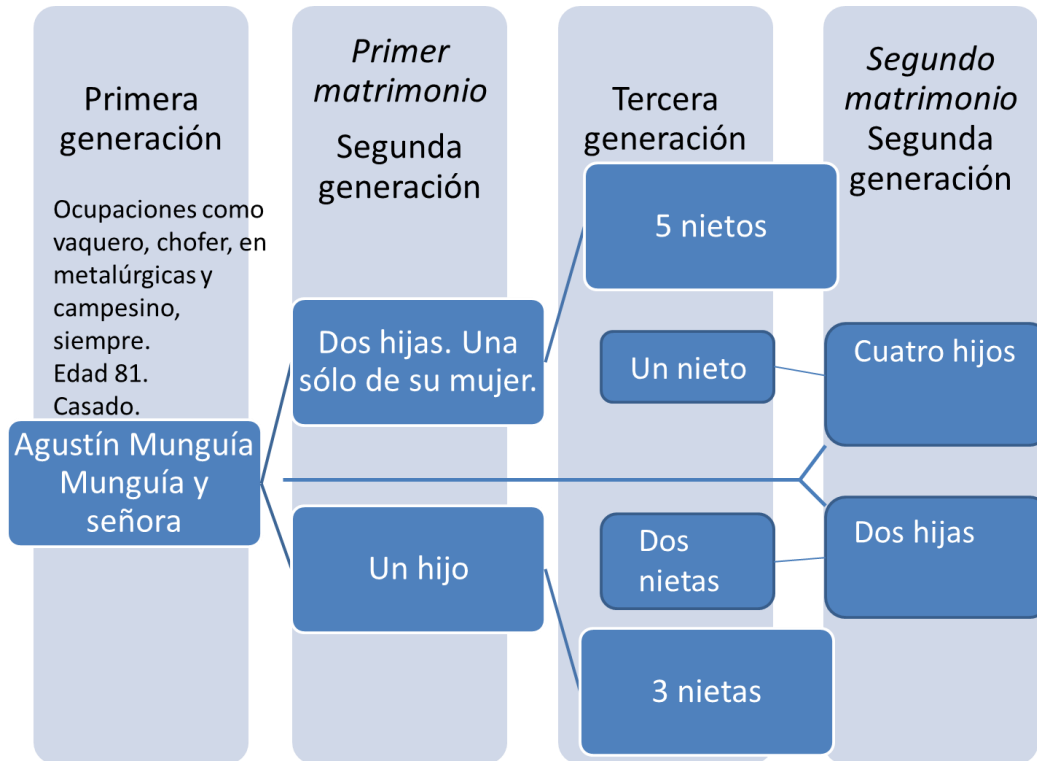 Primera
generación
Ocupaciones como
vaquero, chofer, en
metalúrgicas y
campesino,
siempre.
Edad 81.
Casado.
Agustín Munguía
Munguía y
señora
Primer
matrimonio
Segunda
generación
Dos hijas. Una
sólo de su mujer.
Un hijo
Tercera
generación
5 nietos
Un nieto
Dos
nietas
3 nietas
Segundo
matrimonio
Segunda
generación
Cuatro hijos
Dos hijas